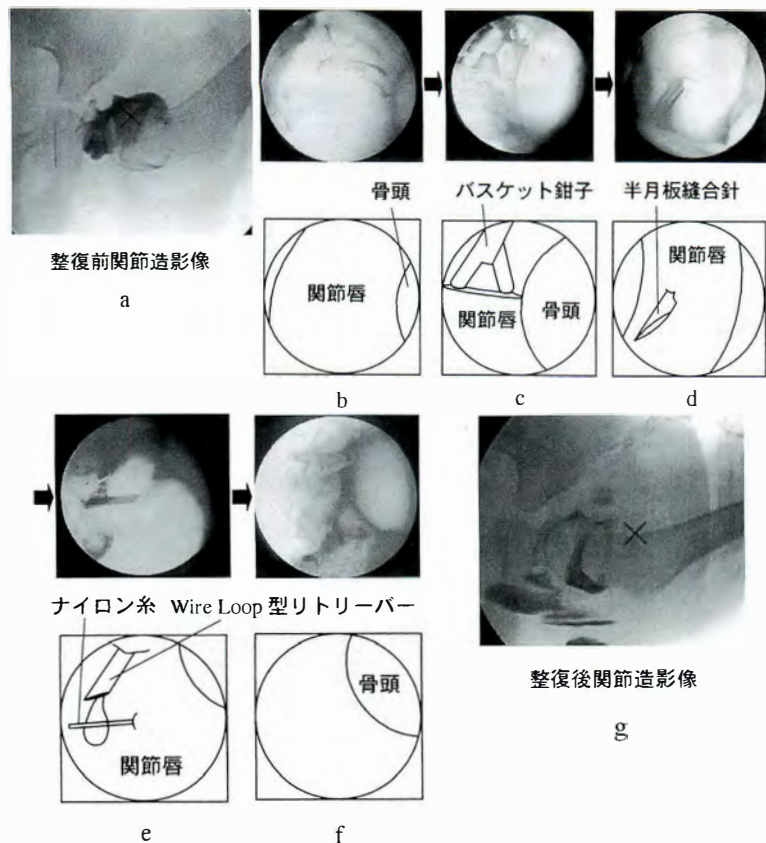 骨頭 バスケット鉗子 半月板縫合針
整復前関節造影像
a
関節唇
関節唇 骨頭
関節唇
b c d
ナイロン糸 Wire Loop 型リトリーバー
整復後関節造影像
g
関節唇
骨頭
e f